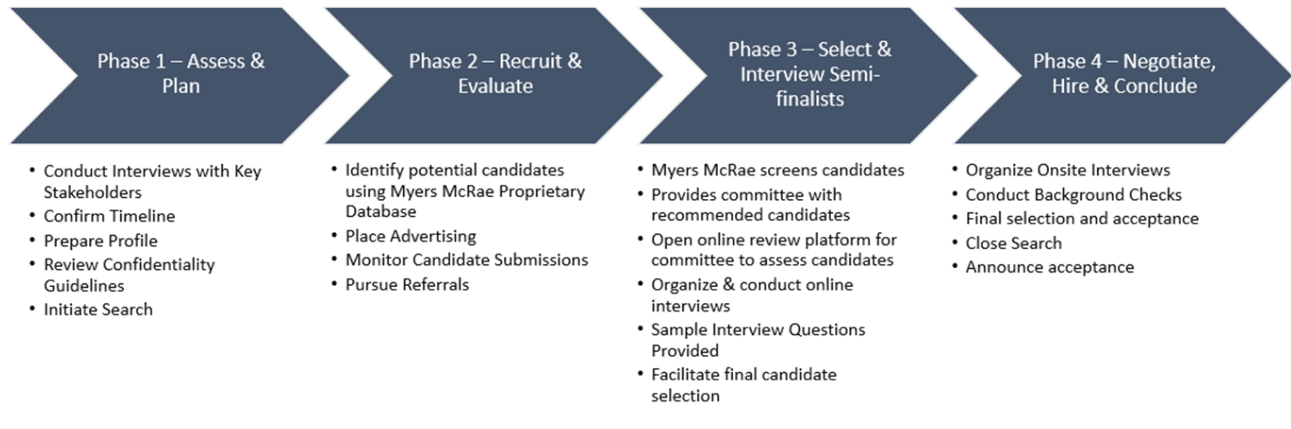 Phase 1 – Assess &
Plan
• Conduct Interviews with Key
Stakeholders
• Confirm Timeline
• Prepare Profile
• Review Confidentiality
Guidelines
• Initiate Search
Phase 2 – Recruit &
Evaluate
• Identify potential candidates
using Myers McRae Proprietary
Database
• Place Advertising
• Monitor Candidate Submissions
• Pursue Referrals
Phase 3 – Select &
Interview Semi-
finalists
• Myers McRae screens candidates
• Provides committee with
recommended candidates
• Open online review platform for
committee to assess candidates
• Organize & conduct online
interviews
• Sample Interview Questions
Provided
• Facilitate final candidate
selection
Phase 4 – Negotiate,
Hire & Conclude
• Organize Onsite Interviews
• Conduct Background Checks
• Final selection and acceptance
• Close Search
• Announce acceptance